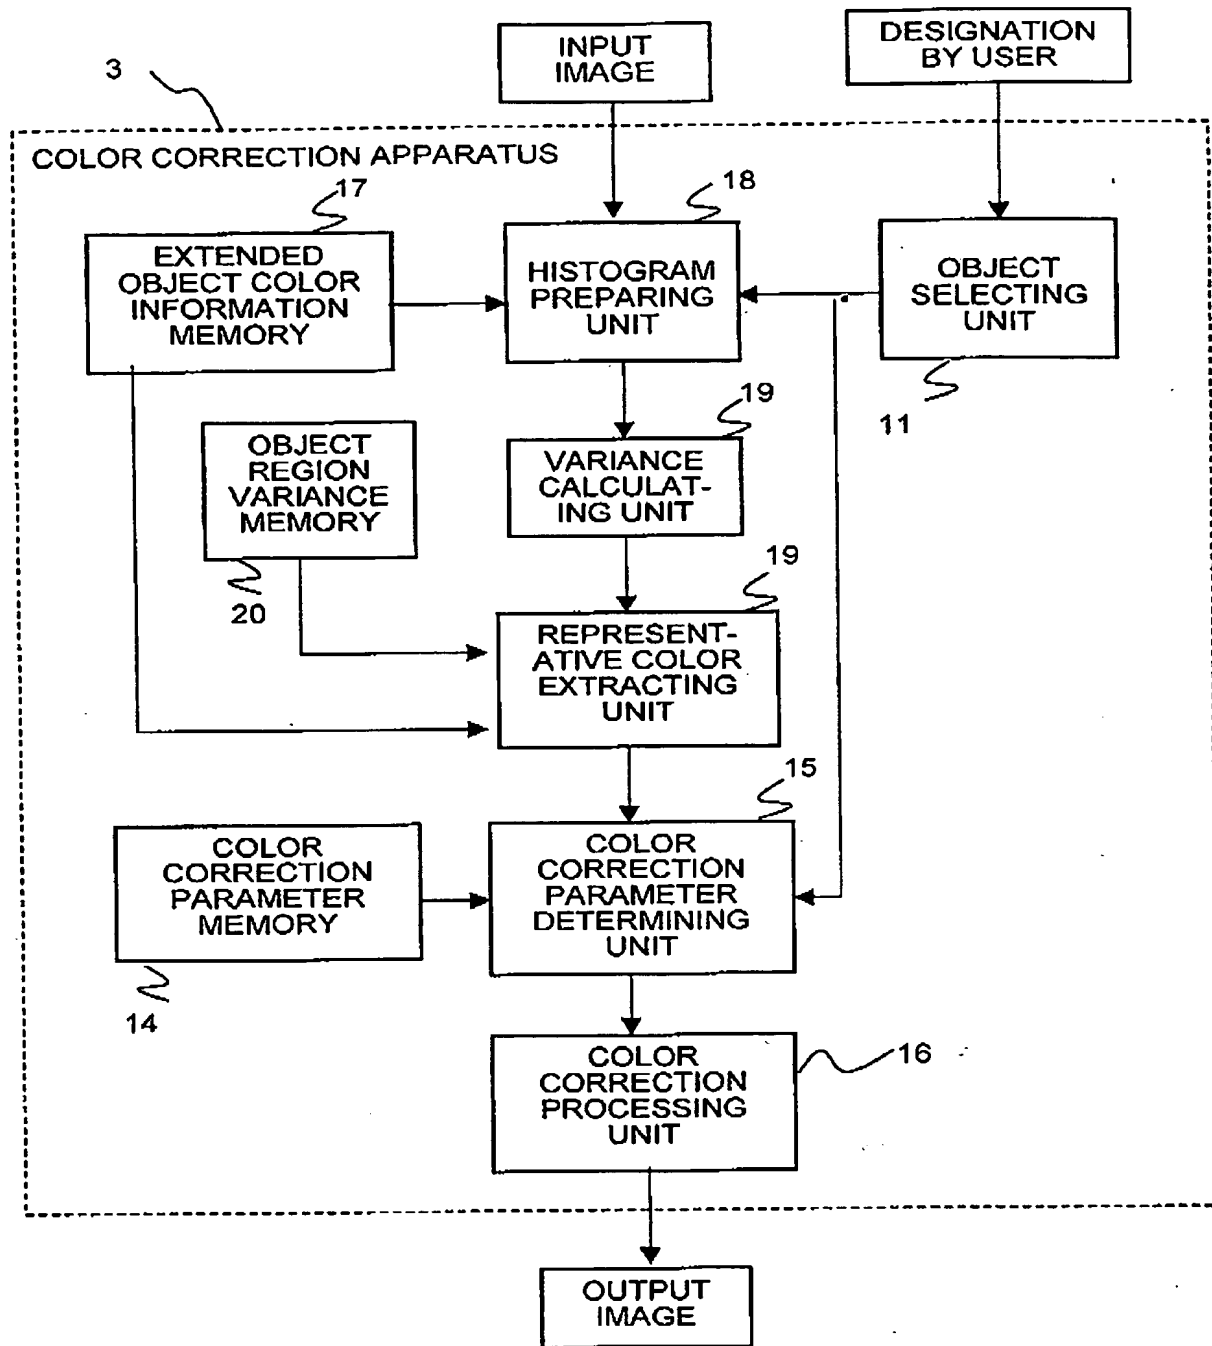 INPUT
IMAGE
DESIGNATION
BY USER
3
COLOR CORRECTION APPARATUS
17
18
EXTENDED
OBJECT COLOR
INFORMATION
MEMORY
HISTOGRAM
PREPARING
UNIT
OBJECT
SELECTING
UNIT
11
19
OBJECT
REGION
VARIANCE
MEMORY
VARIANCE
CALCULAT-
ING UNIT
20
19
REPRESENT-
ATIVE COLOR
EXTRACTING
UNIT
15
COLOR
CORRECTION
PARAMETER
MEMORY
COLOR
CORRECTION
PARAMETER
DETERMINING
UNIT
14
COLOR
CORRECTION
PROCESSING
UNIT
16
OUTPUT
IMAGE